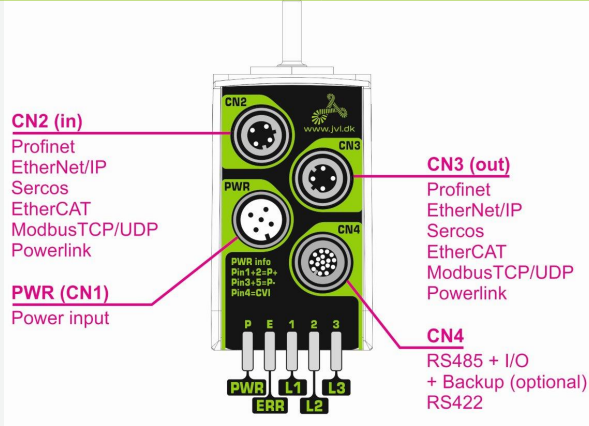 CN2 (in)
Profinet
EtherNet/IP
Sercos
EtherCAT
ModbusTCP/UDP
Powerlink
PWR (CN1)
Power input
CN2
www.jvl.dk
CN3
PWR
CN4
PWR info
Pin1+2=P+
Pin3+5=P-
Pin4=CVI
P E 1 2 3
PWR L1 L3
ERR L2
CN3 (out)
Profinet
EtherNet/IP
Sercos
EtherCAT
ModbusTCP/UDP
Powerlink
CN4
RS485 + I/O
+ Backup (optional)
RS422